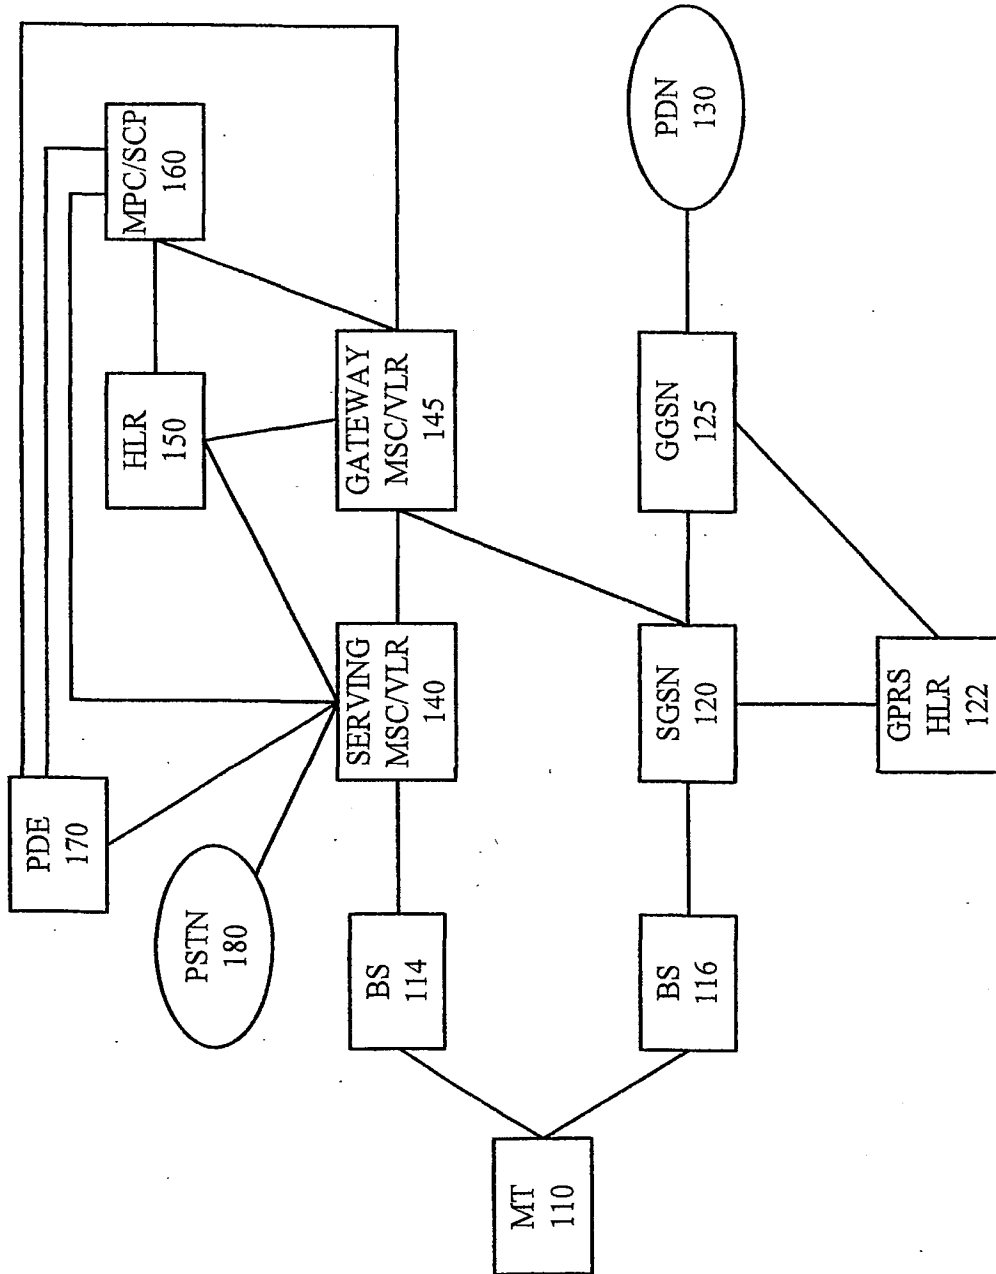 PDE
170
MPC/SCP
160
PSTN
180
HLR
150
BS
114
SERVING
MSC/VLR
140
GATEWAY
MSC/VLR
145
MT
110
BS
116
SGSN
120
GGSN
125
PDN
130
GPRS
HLR
122